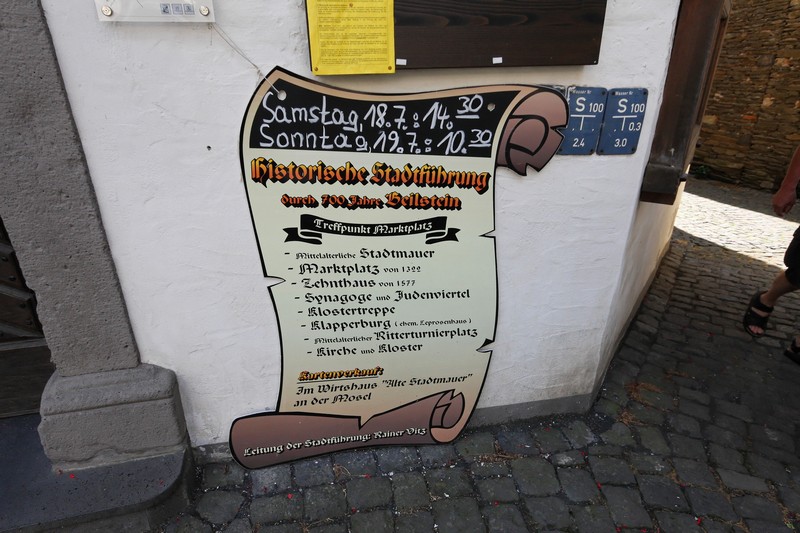 Samstag, 18.7.: 14.30
Sonntag, 19.7.: 10.30
Historische Stadtführung
durch 700 Jahre Beilstein
Treffpunkt Marktplatz
- Mittelalterliche Stadtmauer
- Marktplatz von 1322
- Zehnthaus von 1577
- Synagoge und Judenviertel
- Klostertreppe
- Klapperburg ( ehem. Leprosenhaus )
- Mittelalterlicher Ritterturnierplatz
- Kirche und Kloster
Kartenverkauf:
Im Wirtshaus "Alte Stadtmauer"
an der Mosel
Leitung der Stadtführung: Rainer Vitz
S 100
2.4
S 100
0.3
3.0